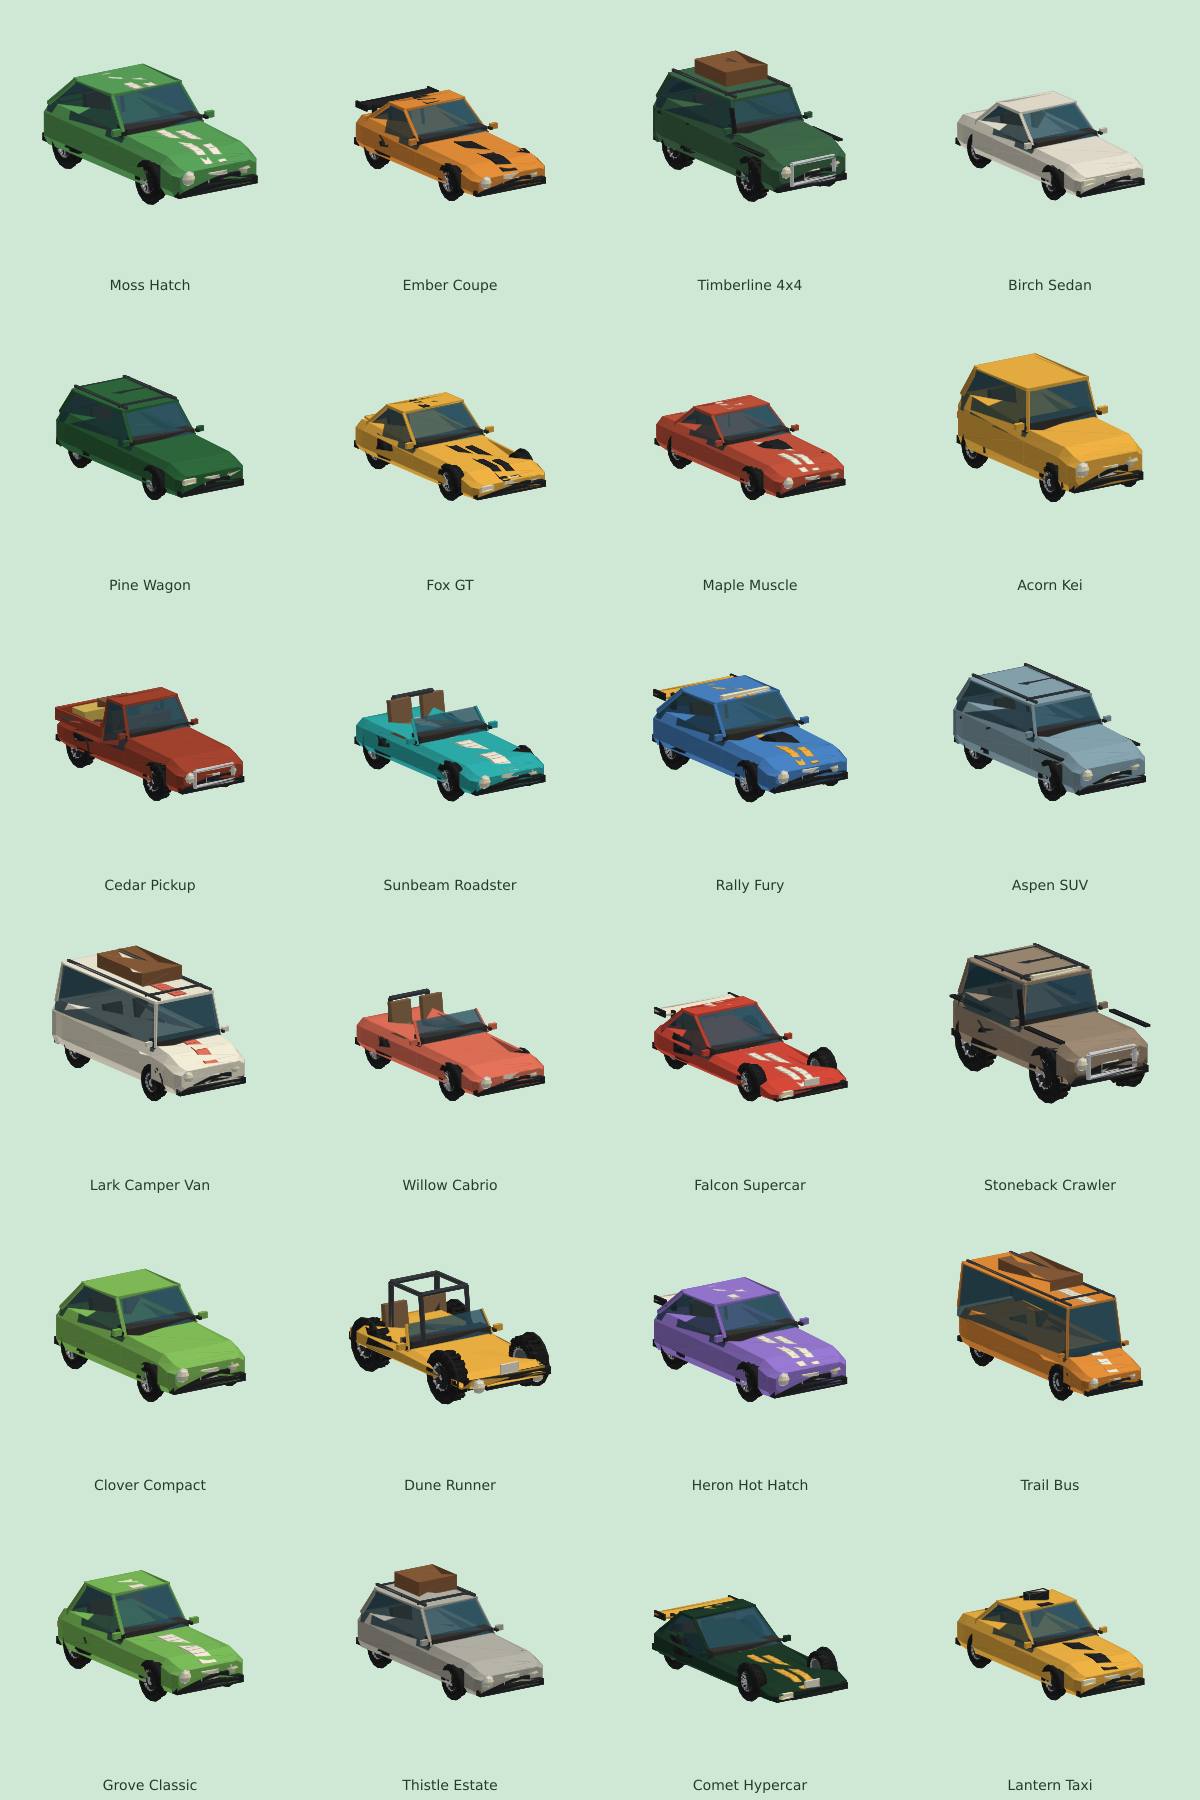 Moss Hatch
Ember Coupe
Timberline 4x4
Birch Sedan
Pine Wagon
Fox GT
Maple Muscle
Acorn Kei
Cedar Pickup
Sunbeam Roadster
Rally Fury
Aspen SUV
Lark Camper Van
Willow Cabrio
Falcon Supercar
Stoneback Crawler
Clover Compact
Dune Runner
Heron Hot Hatch
Trail Bus
Grove Classic
Thistle Estate
Comet Hypercar
Lantern Taxi